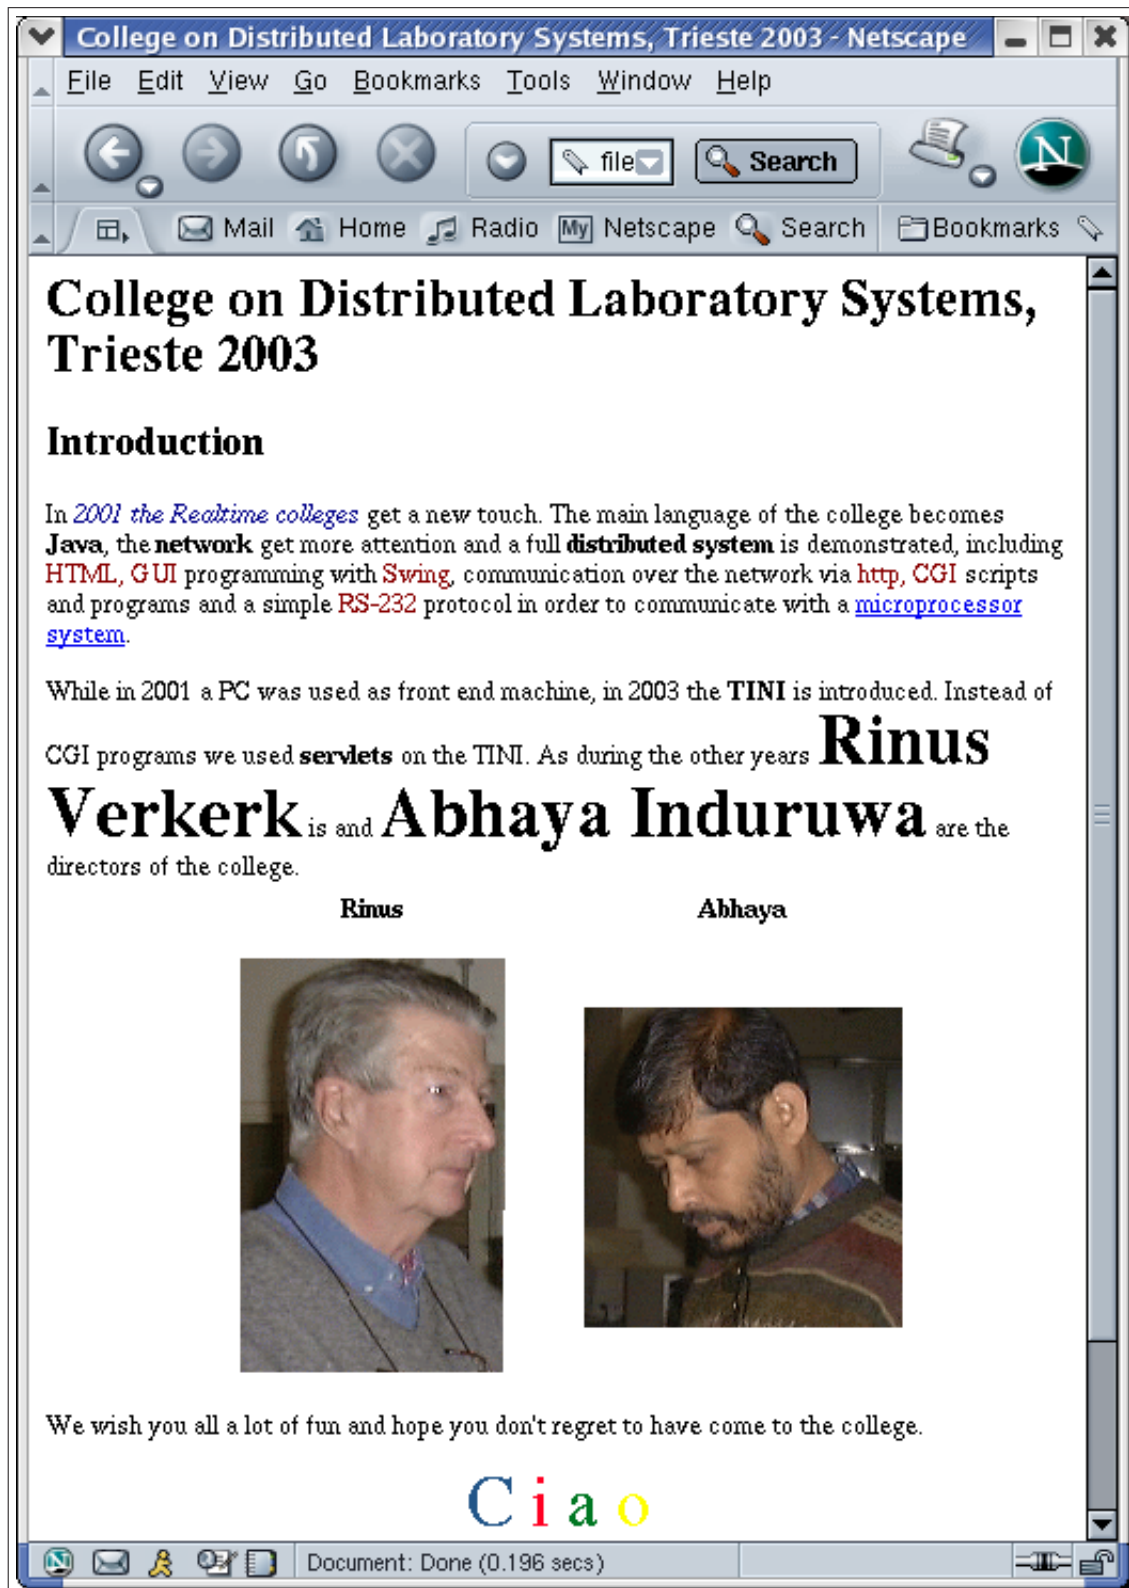 College on Distributed Laboratory Systems, Trieste 2003 - Netscape
File Edit View Go Bookmarks Tools Window Help
file Search N
Mail Home Radio My Netscape Search Bookmarks
College on Distributed Laboratory Systems,
Trieste 2003
Introduction
In 2001 the Realtime colleges get a new touch. The main language of the college becomes
Java, the network get more attention and a full distributed system is demonstrated, including
HTML, GUI programming with Swing, communication over the network via http, CGI scripts
and programs and a simple RS-232 protocol in order to communicate with a microprocessor
system.
While in 2001 a PC was used as front end machine, in 2003 the TINI is introduced. Instead of
CGI programs we used servlets on the TINI. As during the other years Rinus
Verkerk is and Abhaya Induruwa are the
directors of the college.
Rinus Abhaya
We wish you all a lot of fun and hope you don't regret to have come to the college.
C i a o
Document: Done (0.196 secs)